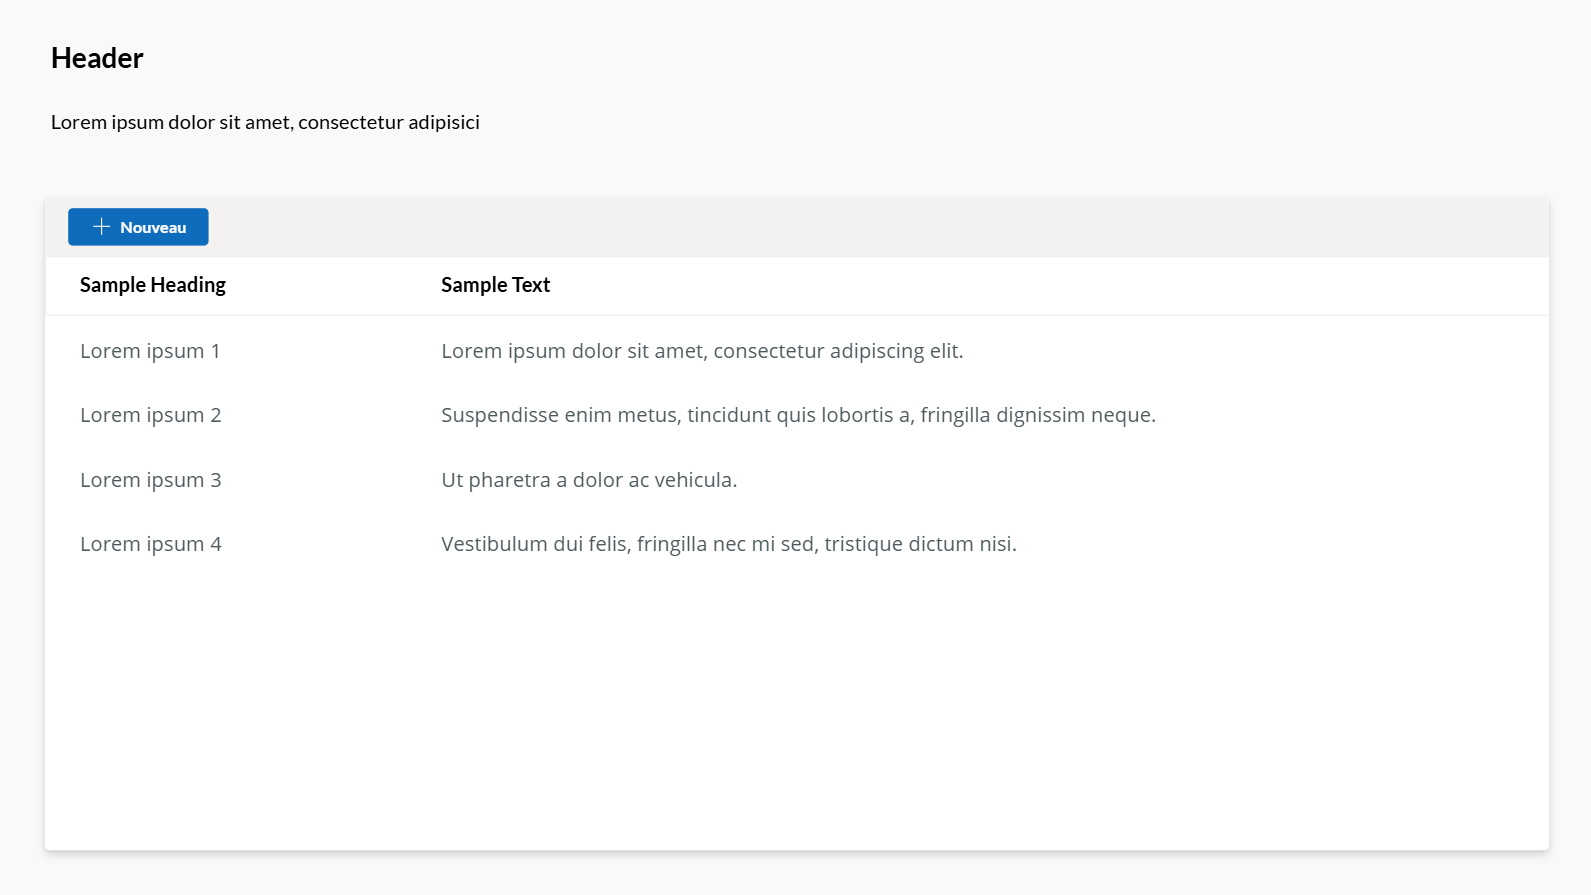 Header
Lorem ipsum dolor sit amet, consectetur adipisici
Nouveau
Sample Heading Sample Text
Lorem ipsum 1 Lorem ipsum dolor sit amet, consectetur adipiscing elit.
Lorem ipsum 2 Suspendisse enim metus, tincidunt quis lobortis a, fringilla dignissim neque.
Lorem ipsum 3 Ut pharetra a dolor ac vehicula.
Lorem ipsum 4 Vestibulum dui felis, fringilla nec mi sed, tristique dictum nisi.